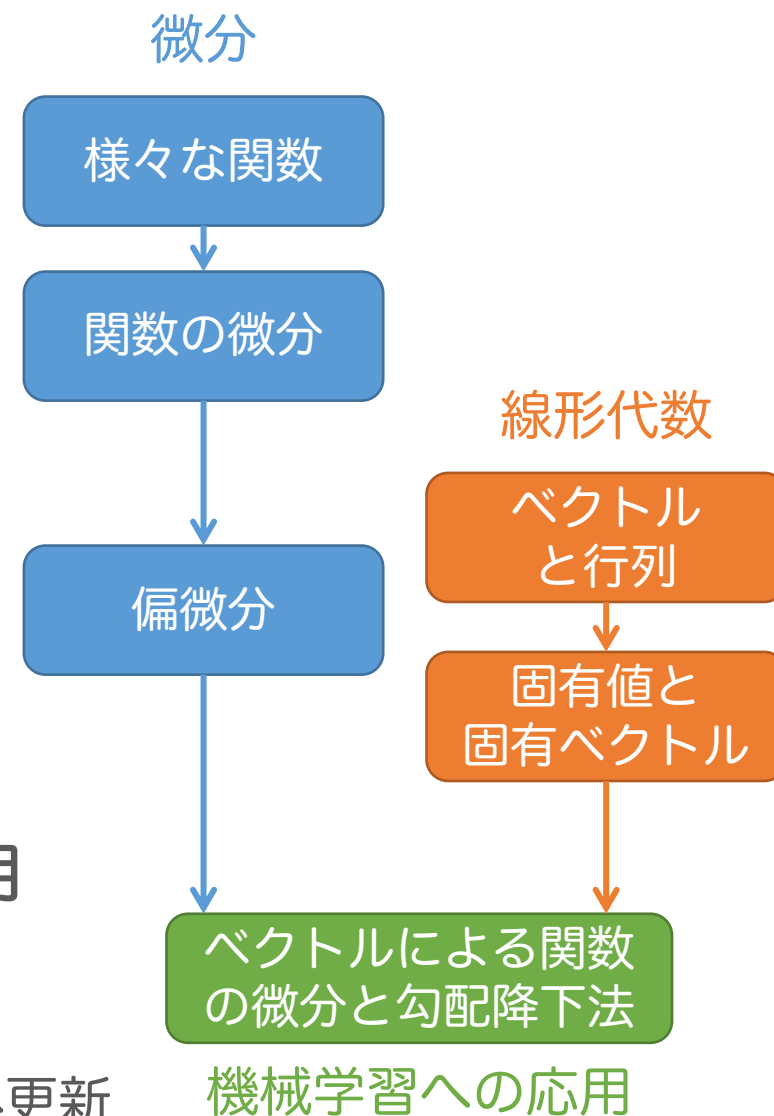 微分
様々な関数
関数の微分
線形代数
ベクトル
と行列
偏微分
固有値と
固有ベクトル
ベクトルによる関数
の微分と勾配降下法
更新
機械学習への応用